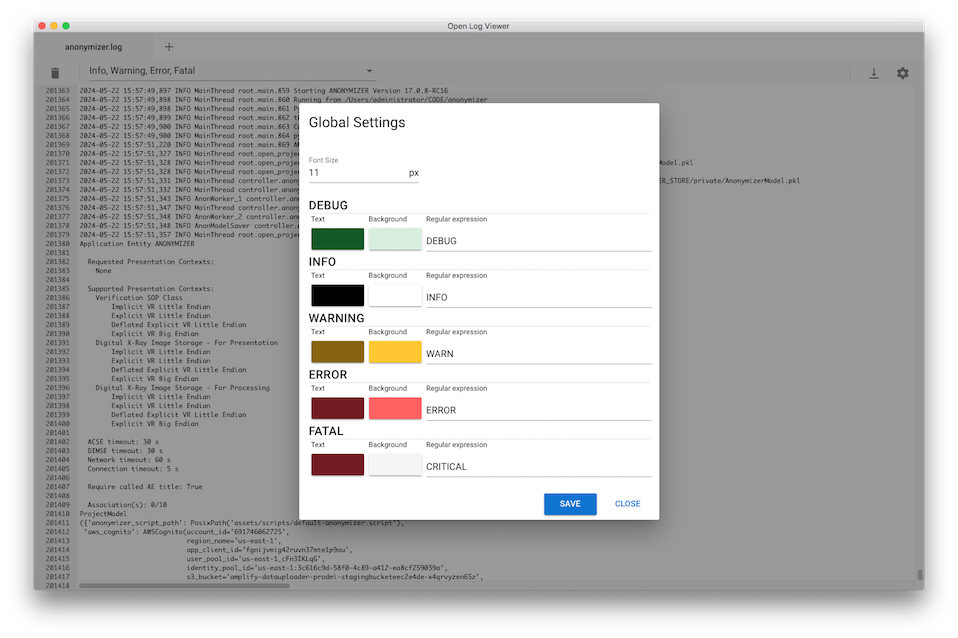 Open Log Viewer
anonymizer.log +
Info, Warning, Error, Fatal
201363 2024-05-22 15:57:49,897 INFO MainThread root.main.859 Starting ANONYMIZER Version 17.0.8-RC16
201364 2024-05-22 15:57:49,898 INFO MainThread root.main.860 Running from /Users/administrator/CODE/anonymizer
201365 2024-05-22 15:57:49,898 INFO MainThread root.main.861
201366 2024-05-22 15:57:49,899 INFO MainThread root.main.862
201367 2024-05-22 15:57:49,900 INFO MainThread root.main.863
201368 2024-05-22 15:57:49,900 INFO MainThread root.main.864
201369 2024-05-22 15:57:51,220 INFO MainThread root.main.869
201370 2024-05-22 15:57:51,327 INFO MainThread root.open_proje
201371 2024-05-22 15:57:51,328 INFO MainThread root.open_proje Model.pkl
201372 2024-05-22 15:57:51,328 INFO MainThread root.open_proje
201373 2024-05-22 15:57:51,331 INFO MainThread controller.anon ER_STORE/private/AnonymizerModel.pkl
201374 2024-05-22 15:57:51,332 INFO MainThread controller.anon
201375 2024-05-22 15:57:51,343 INFO AnonWorker_1 controller.an
201376 2024-05-22 15:57:51,347 INFO MainThread controller.anon
201377 2024-05-22 15:57:51,348 INFO AnonWorker_2 controller.an
201378 2024-05-22 15:57:51,348 INFO AnonModelSaver controller.
201379 2024-05-22 15:57:51,357 INFO MainThread root.open_proje
201380 Application Entity ANONYMIZER
201381
201382 Requested Presentation Contexts:
201383 None
201384
201385 Supported Presentation Contexts:
201386 Verification SOP Class
201387 Implicit VR Little Endian
201388 Explicit VR Little Endian
201389 Deflated Explicit VR Little Endian
201390 Explicit VR Big Endian
201391 Digital X-Ray Image Storage - For Presentation
201392 Implicit VR Little Endian
201393 Explicit VR Little Endian
201394 Deflated Explicit VR Little Endian
201395 Explicit VR Big Endian
201396 Digital X-Ray Image Storage - For Processing
201397 Implicit VR Little Endian
201398 Explicit VR Little Endian
201399 Deflated Explicit VR Little Endian
201400 Explicit VR Big Endian
201401
201402 ACSE timeout: 30 s
201403 DIMSE timeout: 30 s
201404 Network timeout: 60 s
201405 Connection timeout: 5 s
201406
201407 Require called AE title: True
201408
201409 Association(s): 0/10
201410 ProjectModel
201411 ({'anonymizer_script_path': PosixPath('assets/scripts/default-anonymizer.script'),
201412 'aws_cognito': AWSCognito(account_id='691746062725',
201413 region_name='us-east-1',
201414 app_client_id='fgnijvmig42ruvn37mte1p9au',
201415 user_pool_id='us-east-1_cFn3IKLqG',
201416 identity_pool_id='us-east-1:3c616c9d-58f0-4c89-a412-ea8cf259039a',
201417 s3_bucket='amplify-datauploader-prodmi-stagingbucketeec2e4de-x4qrvyzen65z',
201418
Global Settings
Font Size
11 px
DEBUG
Text Background Regular expression
DEBUG
INFO
Text Background Regular expression
INFO
WARNING
Text Background Regular expression
WARN
ERROR
Text Background Regular expression
ERROR
FATAL
Text Background Regular expression
CRITICAL
SAVE CLOSE